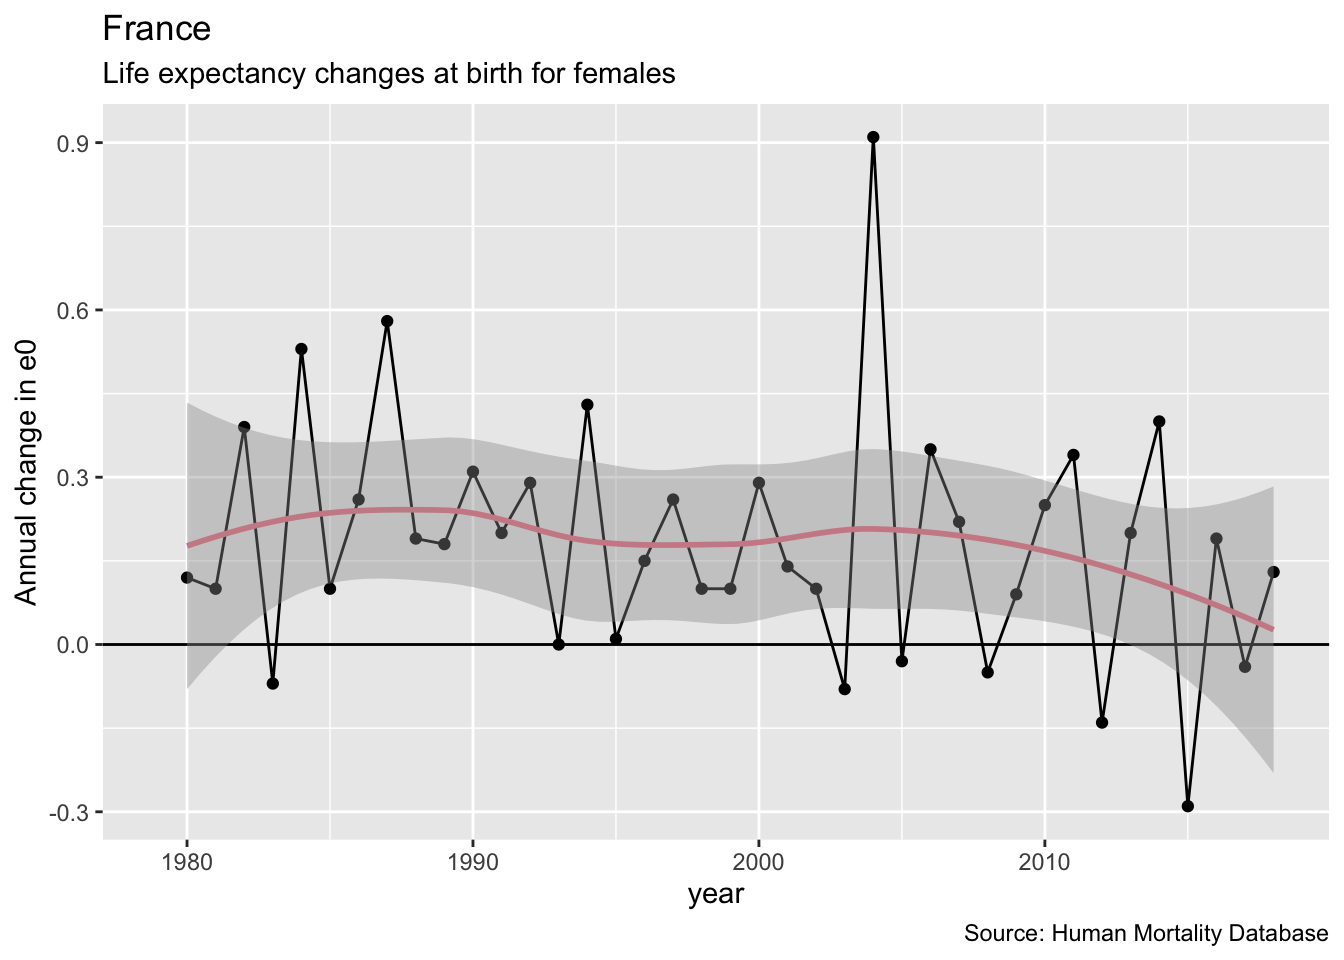 France
Life expectancy changes at birth for females
Annual change in e0
0.9
0.6
0.3
0.0
-0.3
1980 1990 2000 2010
year
Source: Human Mortality Database